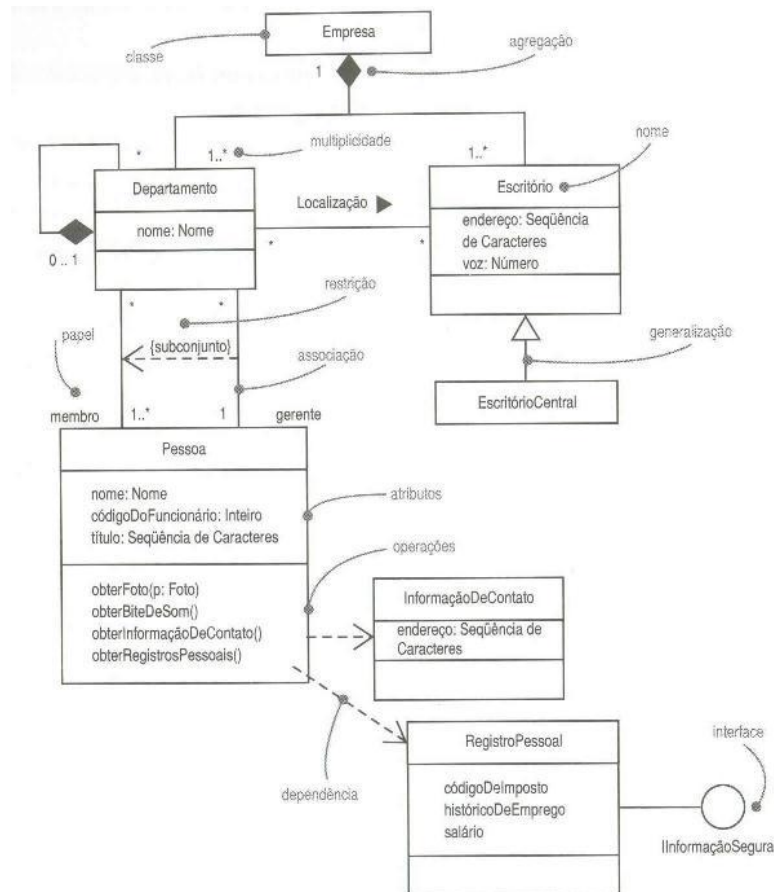 Empresa
classe
agregação
1
multiplicidade
nome
*
1..*
1..*
Departamento
Escritório
nome: Nome
Localização
endereço: Seqüência
de Caracteres
voz: Número
*
*
0 .. 1
*
*
restrição
papel
{subconjunto}
associação
generalização
EscritórioCentral
membro
1..*
1
gerente
Pessoa
nome: Nome
códigoDoFuncionário: Inteiro
título: Seqüência de Caracteres
atributos
operações
obterFoto(p: Foto)
obterBiteDeSom()
obterInformaçãoDeContato()
obterRegistrosPessoais()
InformaçãoDeContato
endereço: Seqüência de
Caracteres
RegistroPessoal
interface
dependência
códigoDeImposto
históricoDeEmprego
salário
IInformaçãoSegura